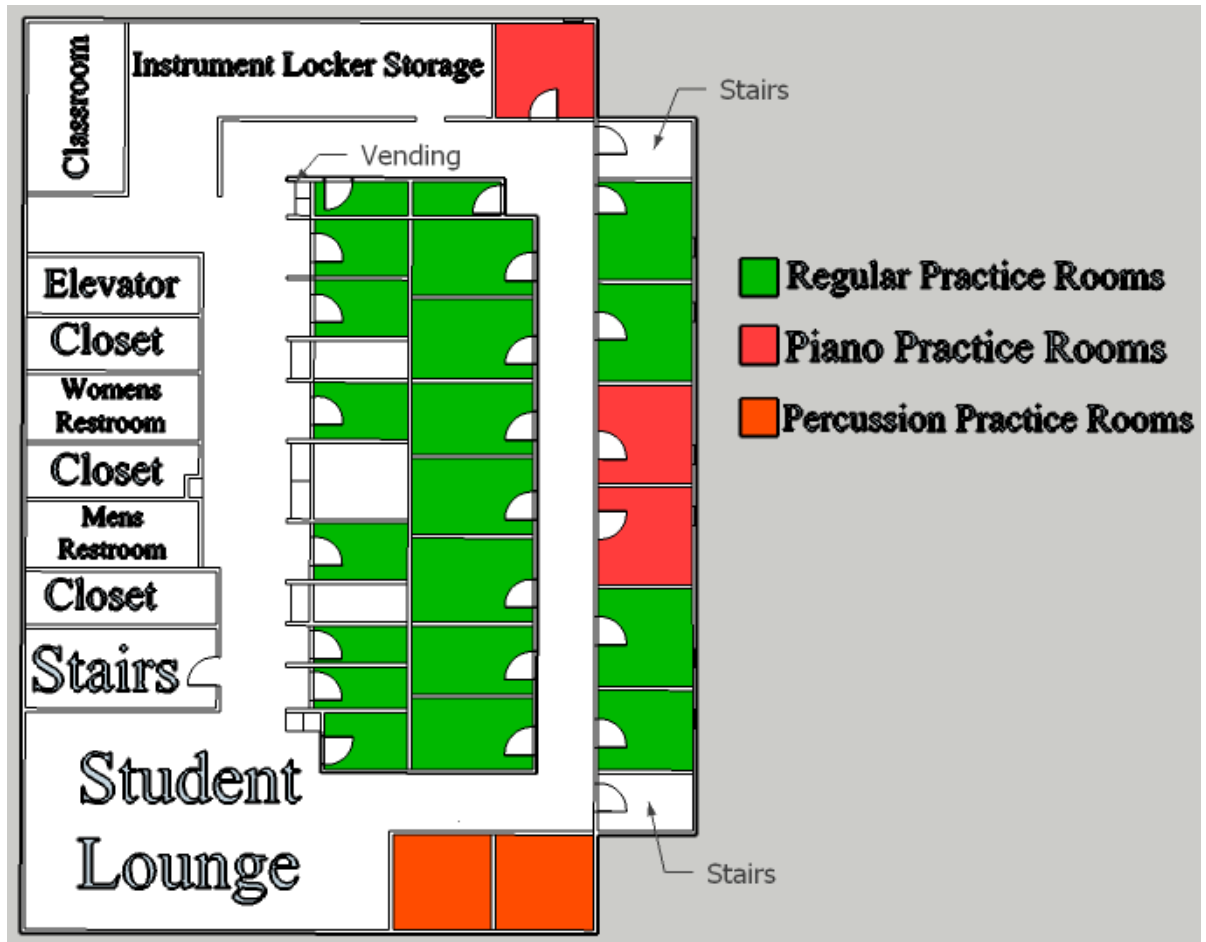 Classroom
Instrument Locker Storage
Stairs
Vending
Elevator
Closet
Womens
Restroom
Closet
Mens
Restroom
Closet
Stairs
Student
Lounge
Regular Practice Rooms
Piano Practice Rooms
Percussion Practice Rooms
Stairs